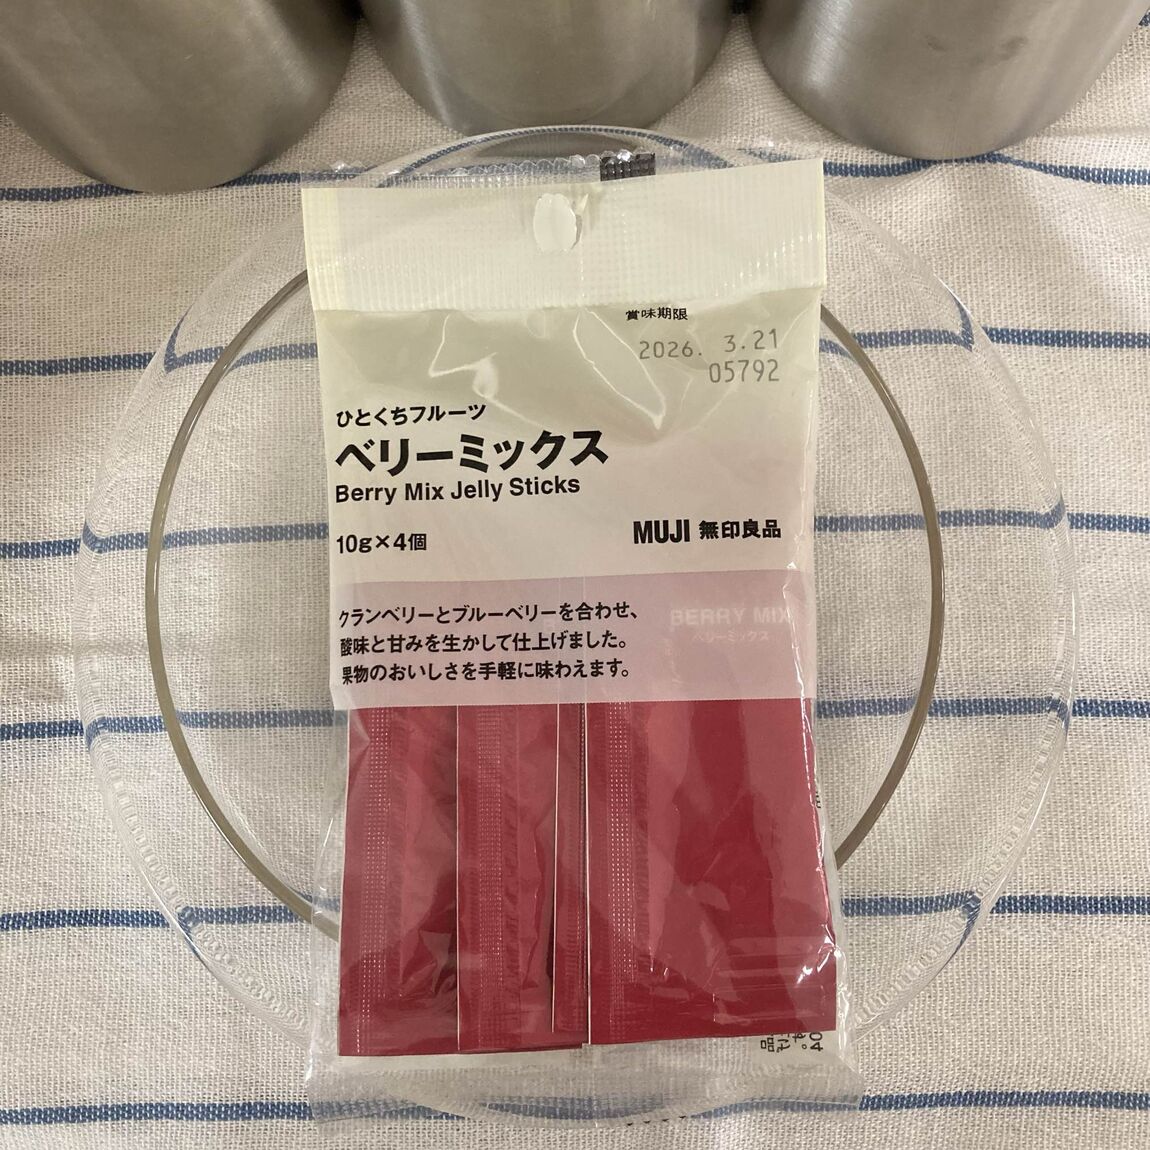 賞味期限
2026. 3.21
05792
ひとくちフルーツ
ベリーミックス
Berry Mix Jelly Sticks
10g×4個
MUJI 無印良品
クランベリーとブルーベリーを合わせ、
酸味と甘みを生かして仕上げました。
果物のおいしさを手軽に味わえます。
BERRY MIX
ベリーミックス